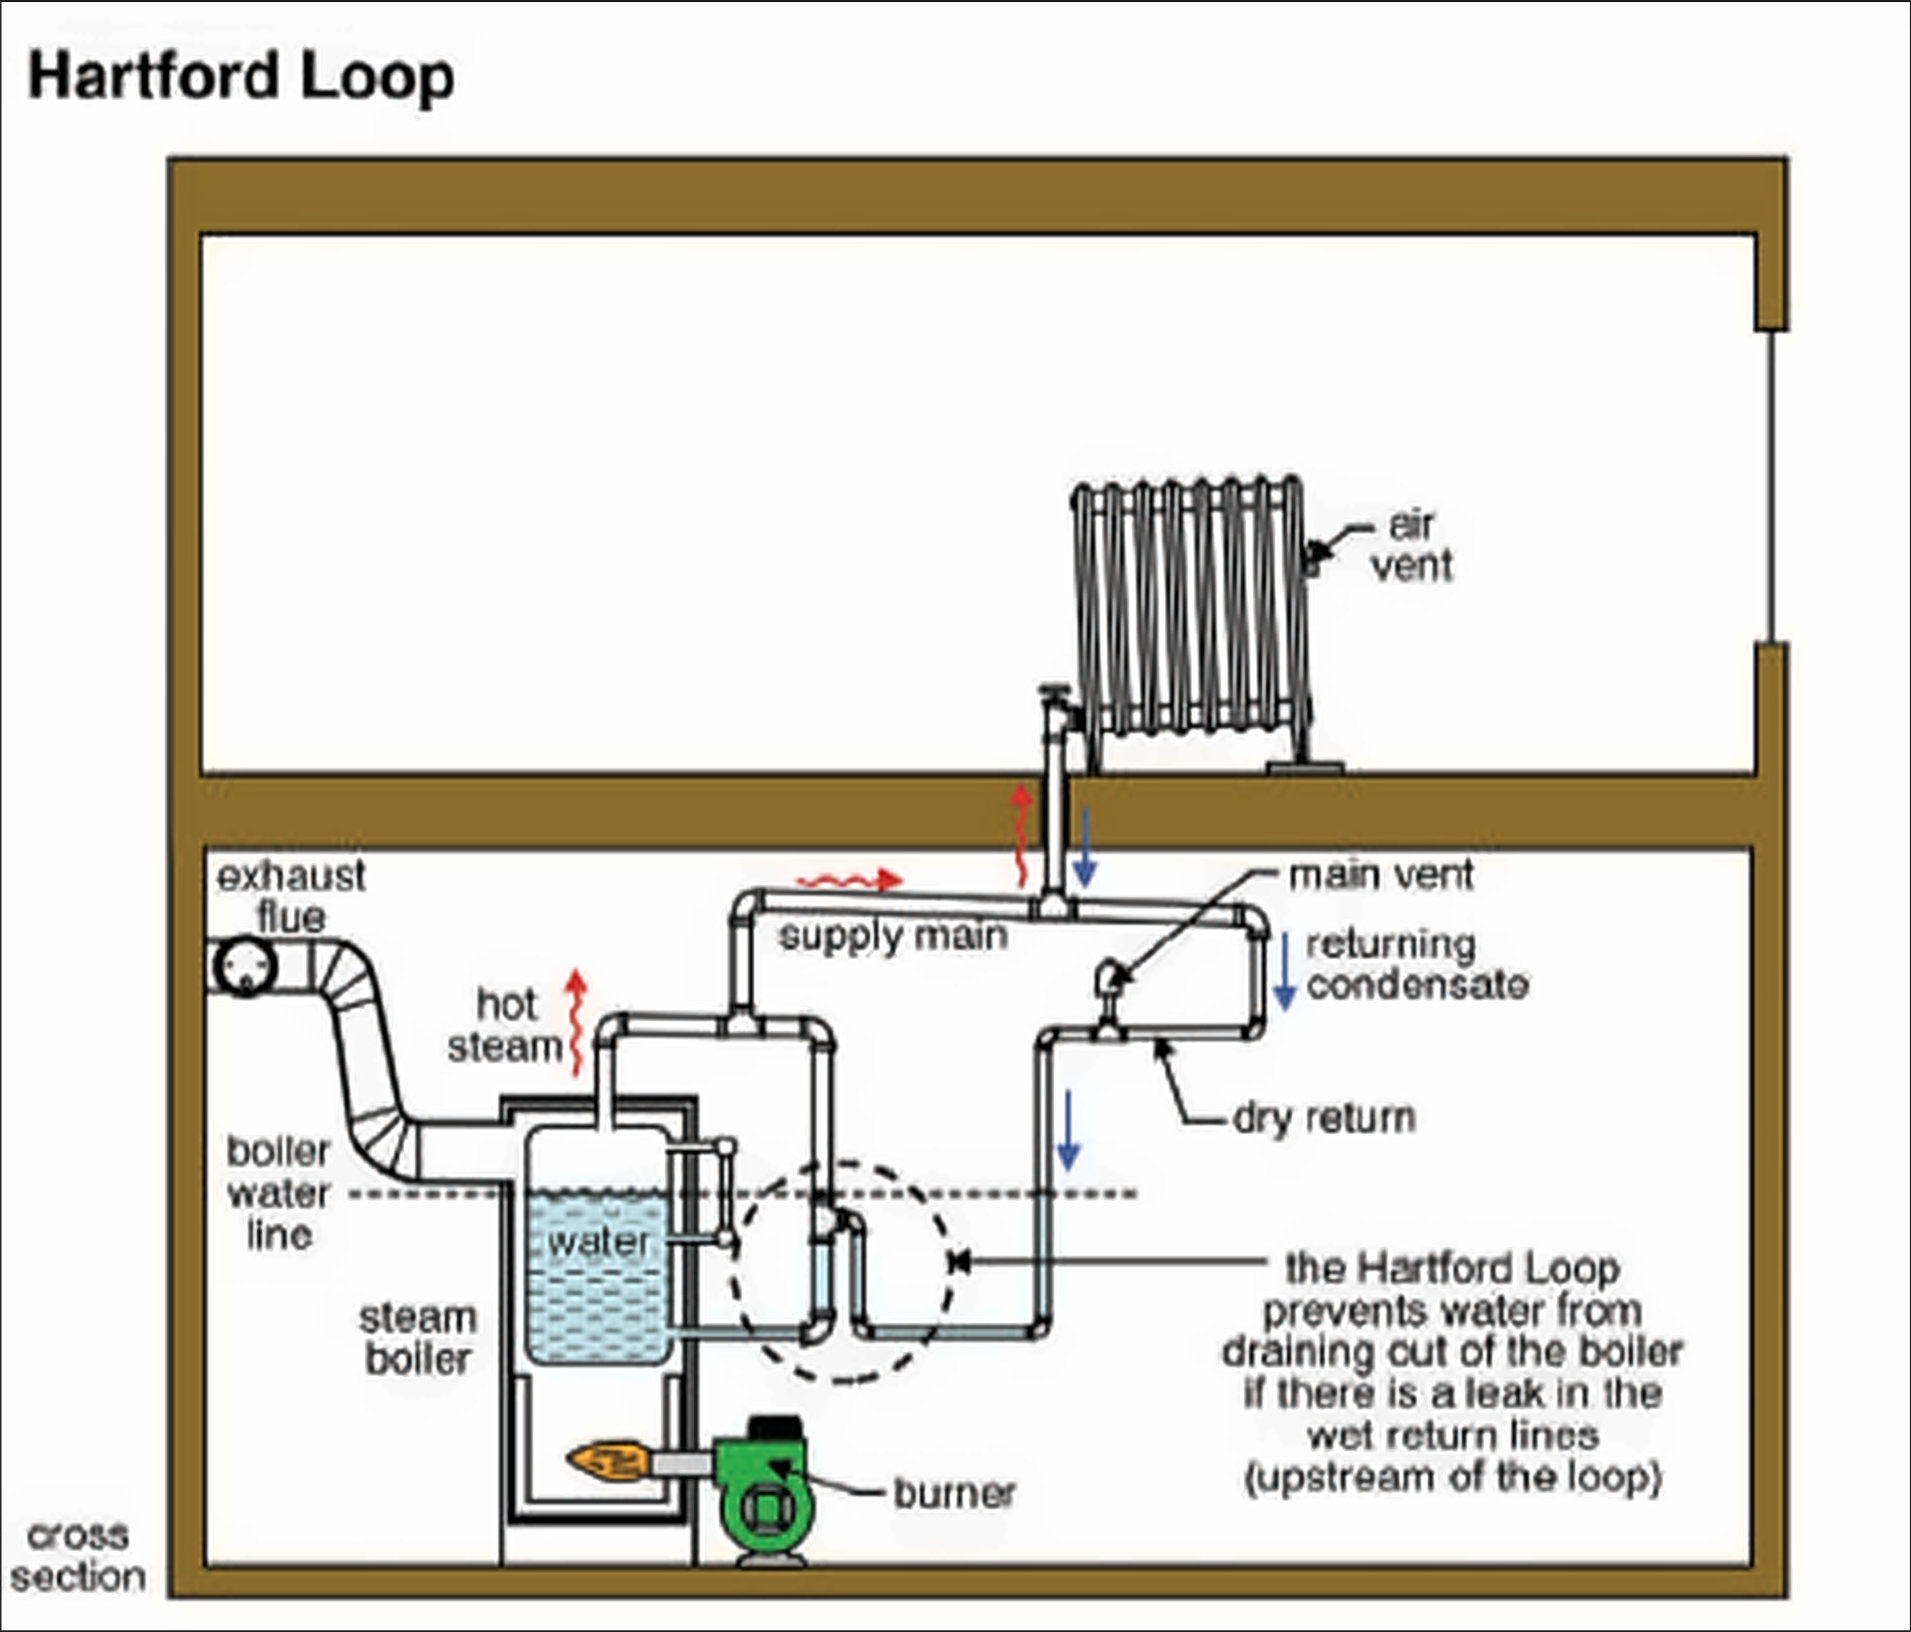 Hartford Loop
air
vent
exhaust
flue
main vent
supply main
returning
condensate
hot
steam
dry return
boiler
water
line
water
steam
boiler
the Hartford Loop
prevents water from
draining out of the boiler
if there is a leak in the
wet return lines
(upstream of the loop)
burner
cross
section